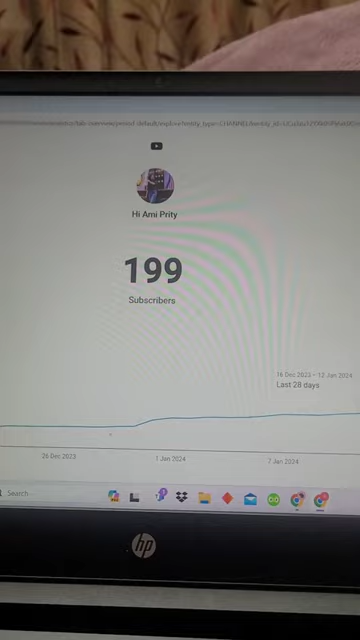 Hi Ami Prity
199
Subscribers
16 Dec 2023 – 12 Jan 2024
Last 28 days
26 Dec 2023
1 Jan 2024
7 Jan 2024
Search
hp